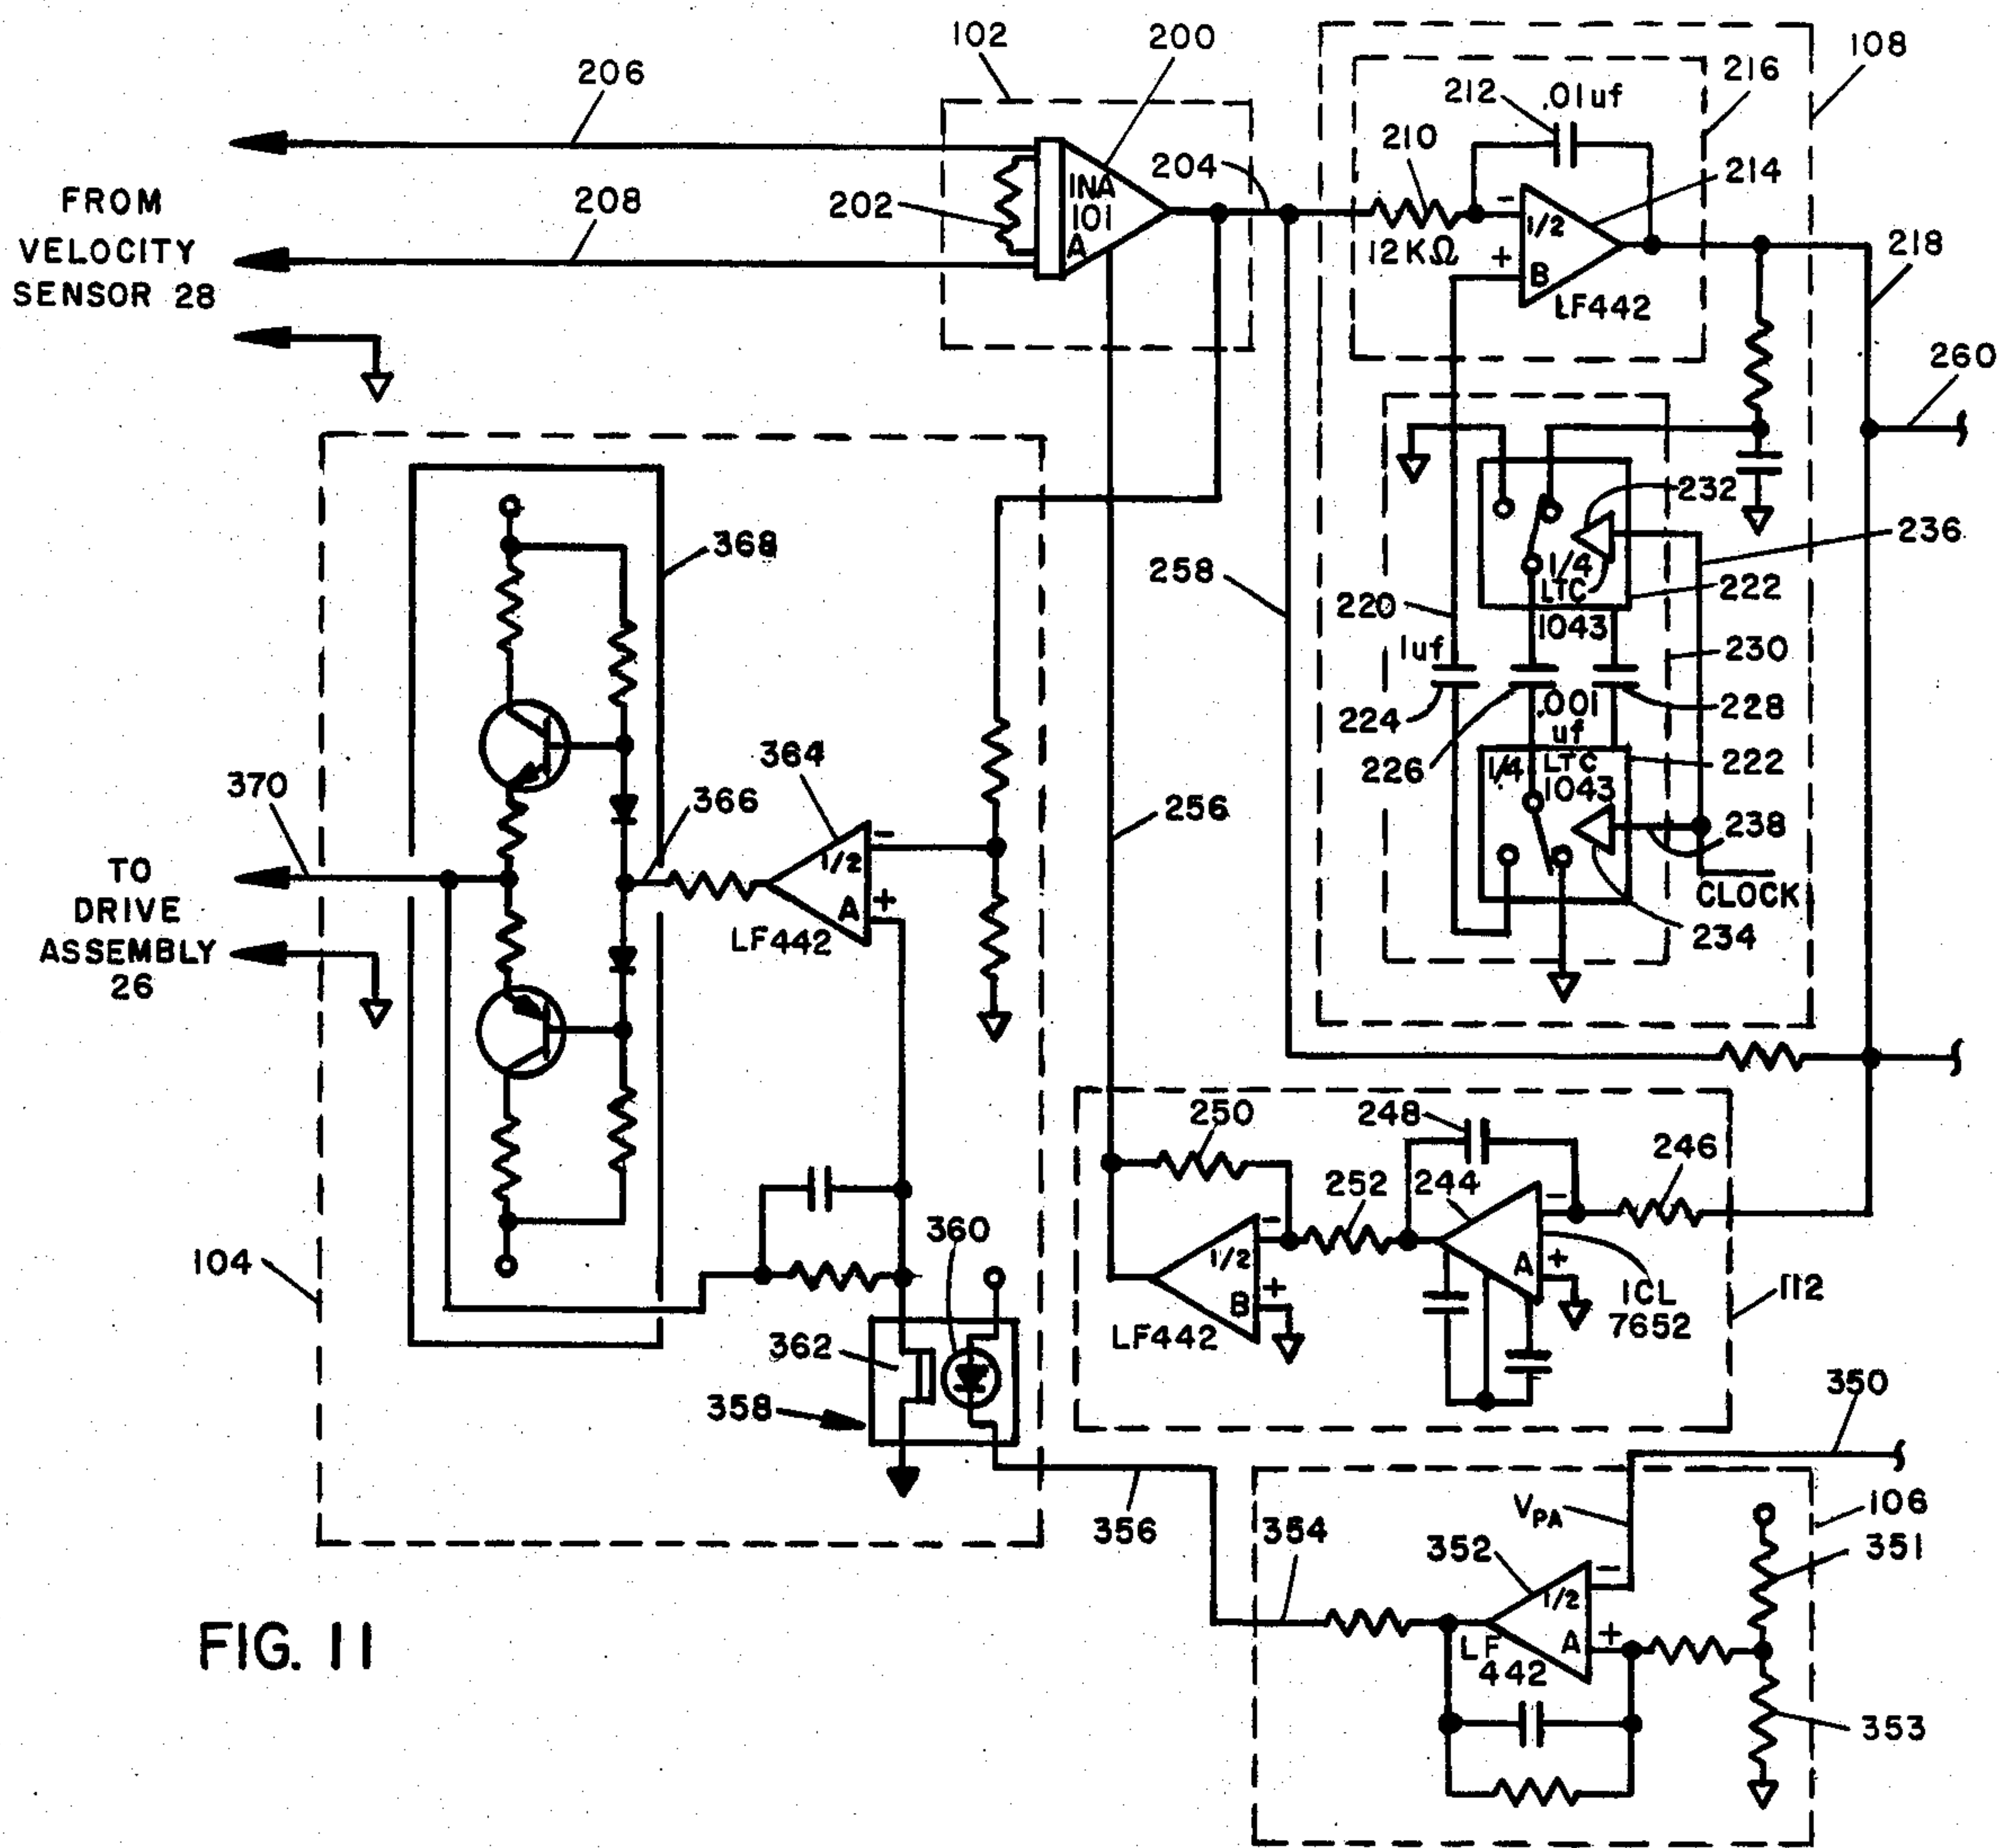 102
200
206
108
216
212
.01uf
210
204
FROM
VELOCITY
SENSOR 28
202
INA
101
A
208
12KΩ
-
+
1/2
B
LF442
214
218
260
232
236
1/4
LTC
1043
222
258
220
1uf
230
368
224
.001
uf
228
226
222
1/4
LTC
1043
364
366
370
256
238
CLOCK
234
TO
DRIVE
ASSEMBLY
26
-
1/2
A
+
LF442
250
248
246
252
244
-
A
+
ICL
7652
-
1/2
B
+
LF442
112
104
360
362
358
350
356
354
VPA
106
352
351
-
1/2
A
+
LF
442
353
FIG. 11